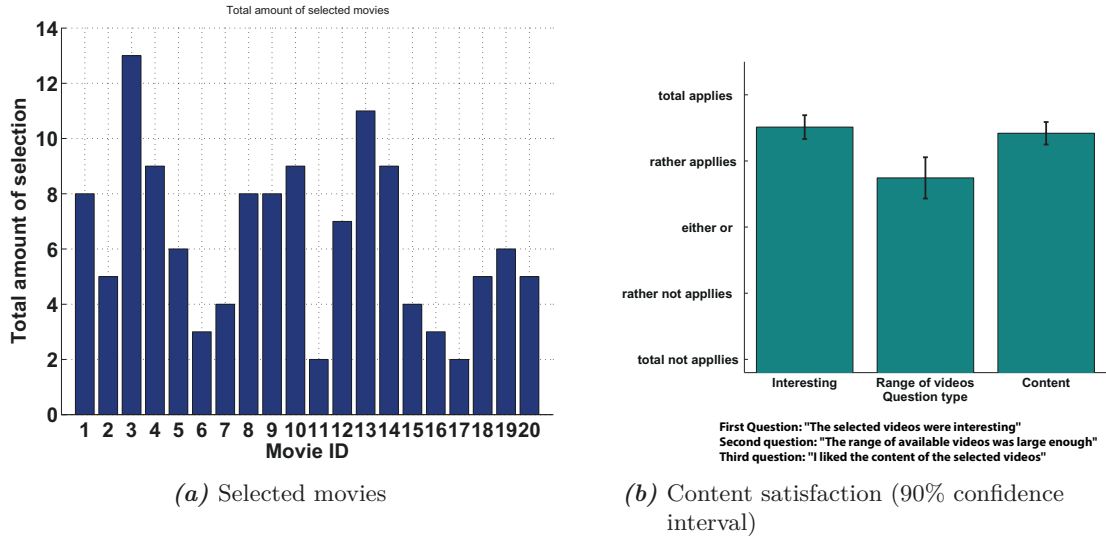 Total amount of selected movies
14
12
10
8
6
4
2
0
Total amount of selection
1 2 3 4 5 6 7 8 9 10 11 12 13 14 15 16 17 18 19 20
Movie ID
(a) Selected movies
total applies
rather appllies
either or
rather not appllies
total not appllies
Interesting Range of videos Content
Question type
First Question: "The selected videos were interesting"
Second question: "The range of available videos was large enough"
Third question: "I liked the content of the selected videos"
(b) Content satisfaction (90% confidence
interval)